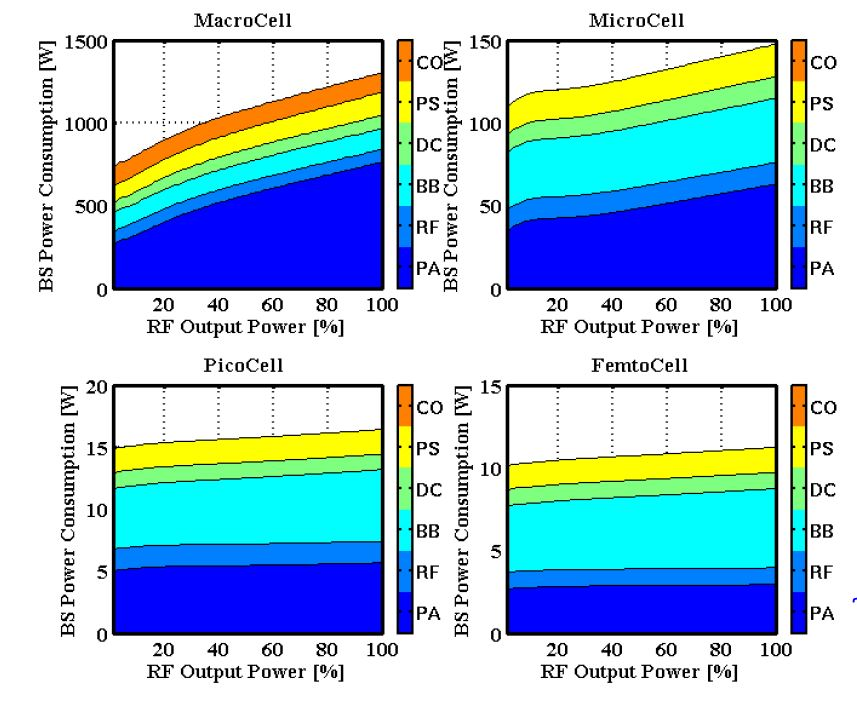 MacroCell
BS Power Consumption [W]
1500
1000
500
0
20 40 60 80 100
RF Output Power [%]
CO
PS
DC
BB
RF
PA
MicroCell
BS Power Consumption [W]
150
100
50
0
20 40 60 80 100
RF Output Power [%]
CO
PS
DC
BB
RF
PA
PicoCell
BS Power Consumption [W]
20
15
10
5
0
20 40 60 80 100
RF Output Power [%]
CO
PS
DC
BB
RF
PA
FemtoCell
BS Power Consumption [W]
15
10
5
0
20 40 60 80 100
RF Output Power [%]
CO
PS
DC
BB
RF
PA